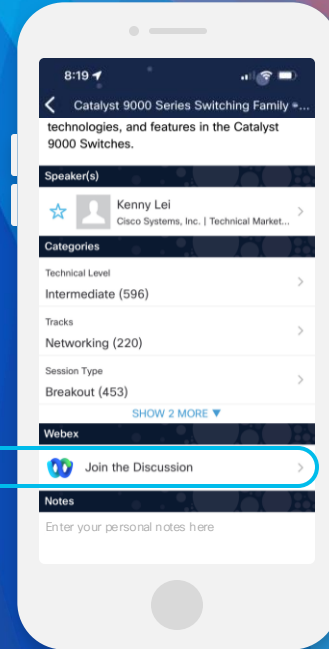 8:19
Catalyst 9000 Series Switching Family -...
technologies, and features in the Catalyst
9000 Switches.
Speaker(s)
Kenny Lei
Cisco Systems, Inc. | Technical Market...
Categories
Technical Level
Intermediate (596)
Tracks
Networking (220)
Session Type
Breakout (453)
SHOW 2 MORE ▼
Webex
Join the Discussion
Notes
Enter your personal notes here